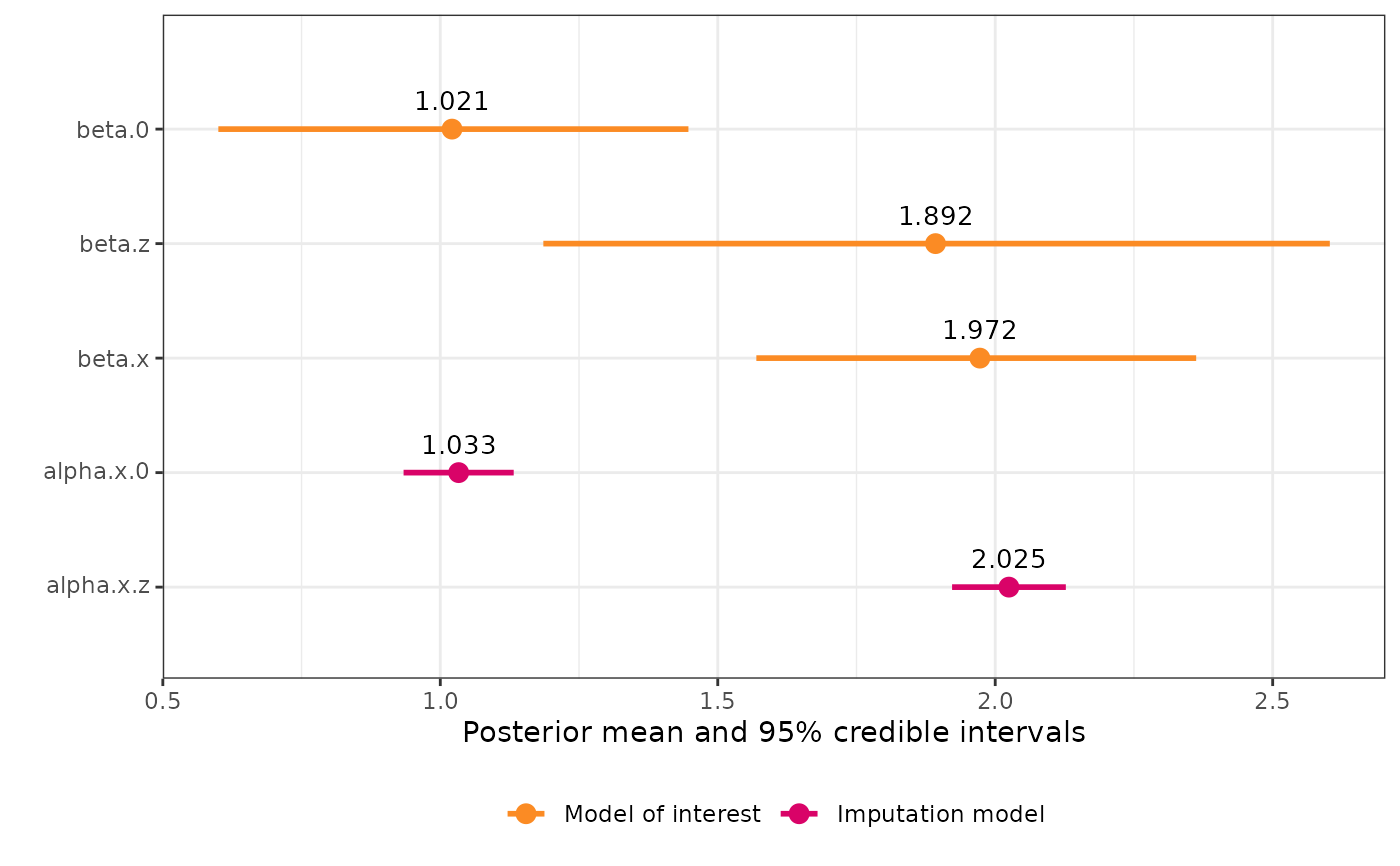 1.021
beta.0
1.892
beta.z
1.972
beta.x
1.033
alpha.x.0
2.025
alpha.x.z
0.5 1.0 1.5 2.0 2.5
Posterior mean and 95% credible intervals
Model of interest Imputation model